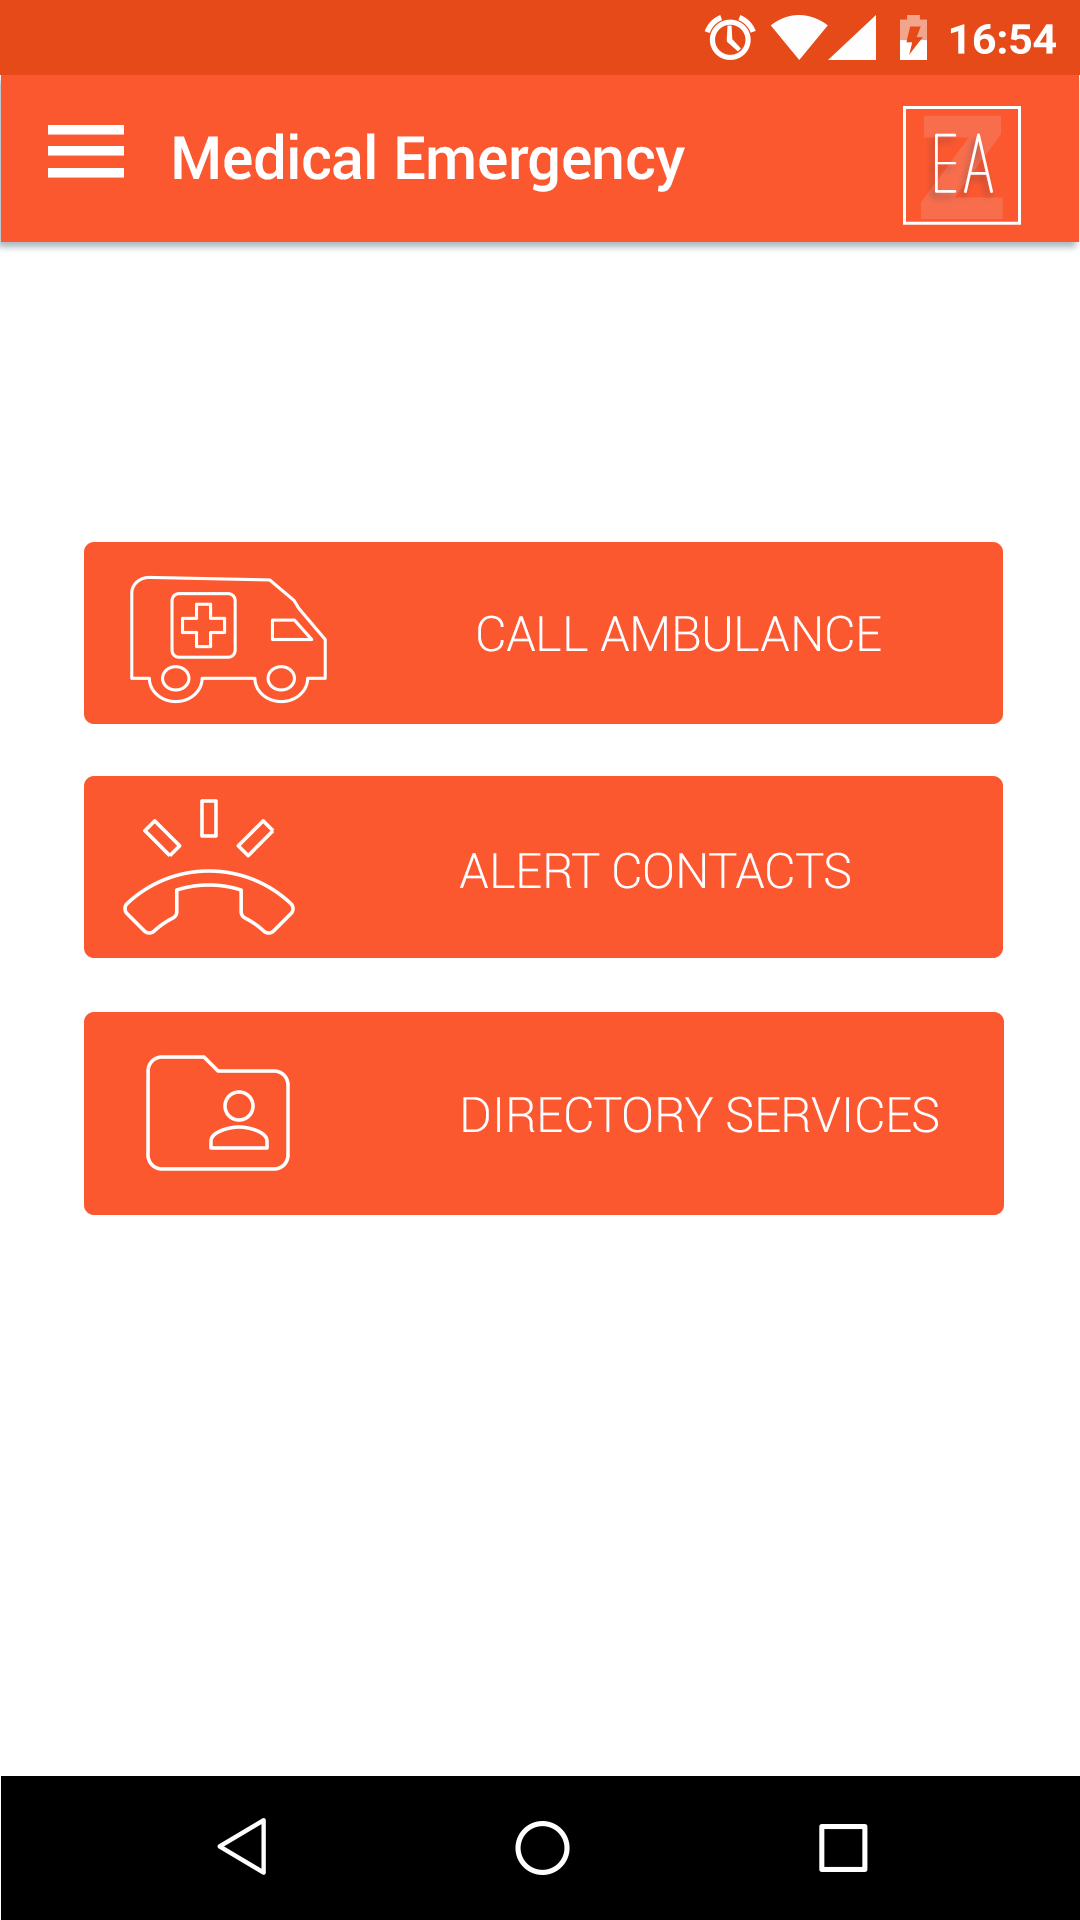 16:54
Medical Emergency
EA
CALL AMBULANCE
ALERT CONTACTS
DIRECTORY SERVICES